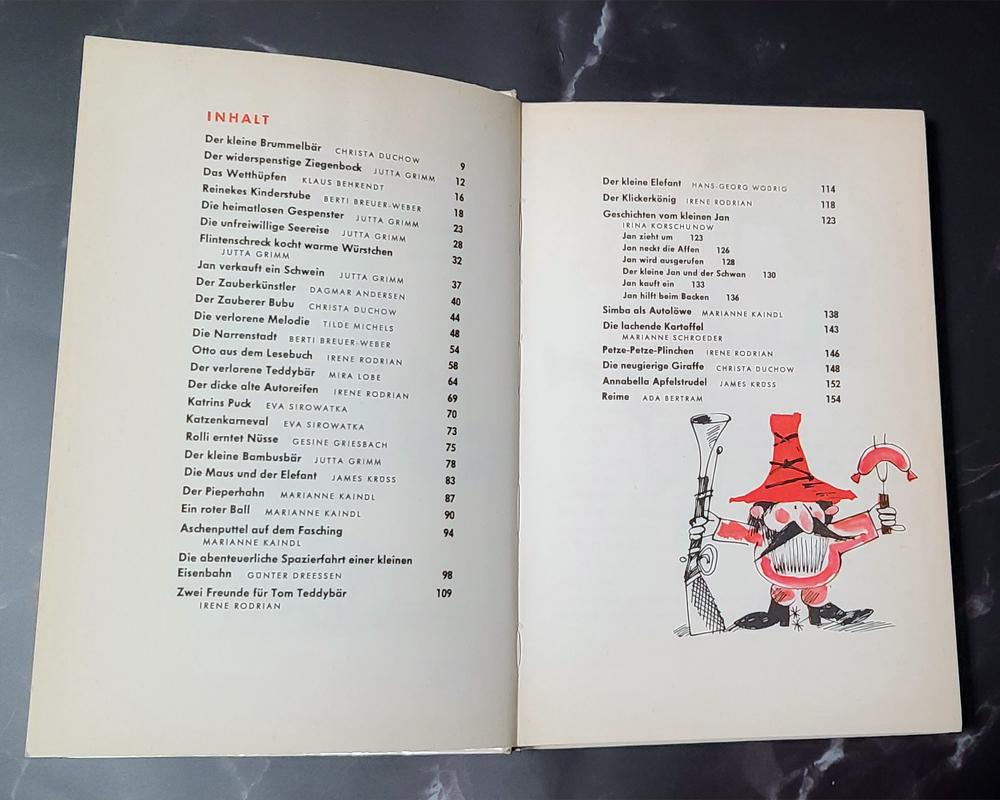 INHALT
Der kleine Brummelbär CHRISTA DUCHOW 9
Der widerspenstige Ziegenbock JUTTA GRIMM 12
Das Wetthüpfen KLAUS BEHRENDT 16
Reinekes Kinderstube BERTI BREUER-WEBER 18
Die heimatlosen Gespenster JUTTA GRIMM 23
Die unfreiwillige Seereise JUTTA GRIMM 28
Flintenschreck kocht warme Würstchen 32
JUTTA GRIMM
Jan verkauft ein Schwein JUTTA GRIMM 37
Der Zauberkünstler DAGMAR ANDERSEN 40
Der Zauberer Bubu CHRISTA DUCHOW 44
Die verlorene Melodie TILDE MICHELS 48
Die Narrenstadt BERTI BREUER-WEBER 54
Otto aus dem Lesebuch IRENE RODRIAN 58
Der verlorene Teddybär MIRA LOBE 64
Der dicke alte Autoreifen IRENE RODRIAN 69
Katrins Puck EVA SIROWATKA 70
Katzenkarneval EVA SIROWATKA 73
Rolli erntet Nüsse GESINE GRIESBACH 75
Der kleine Bambusbär JUTTA GRIMM 78
Die Maus und der Elefant JAMES KRÜSS 83
Der Pieperhahn MARIANNE KAINDL 87
Ein roter Ball MARIANNE KAINDL 90
Aschenputtel auf dem Fasching 94
MARIANNE KAINDL
Die abenteuerliche Spazierfahrt einer kleinen
Eisenbahn GÜNTER DREESSEN 98
Zwei Freunde für Tom Teddybär 109
IRENE RODRIAN
Der kleine Elefant HANS-GEORG WODRIG 114
Der Klickerkönig IRENE RODRIAN 118
Geschichten vom kleinen Jan 123
IRINA KORSCHUNOW
Jan zieht um 123
Jan neckt die Affen 126
Jan wird ausgerufen 128
Der kleine Jan und der Schwan 130
Jan kauft ein 133
Jan hilft beim Backen 136
Simba als Autolöwe MARIANNE KAINDL 138
Die lachende Kartoffel 143
MARIANNE SCHROEDER
Petze-Petze-Plinchen IRENE RODRIAN 146
Die neugierige Giraffe CHRISTA DUCHOW 148
Annabella Apfelstrudel JAMES KRÜSS 152
Reime ADA BERTRAM 154